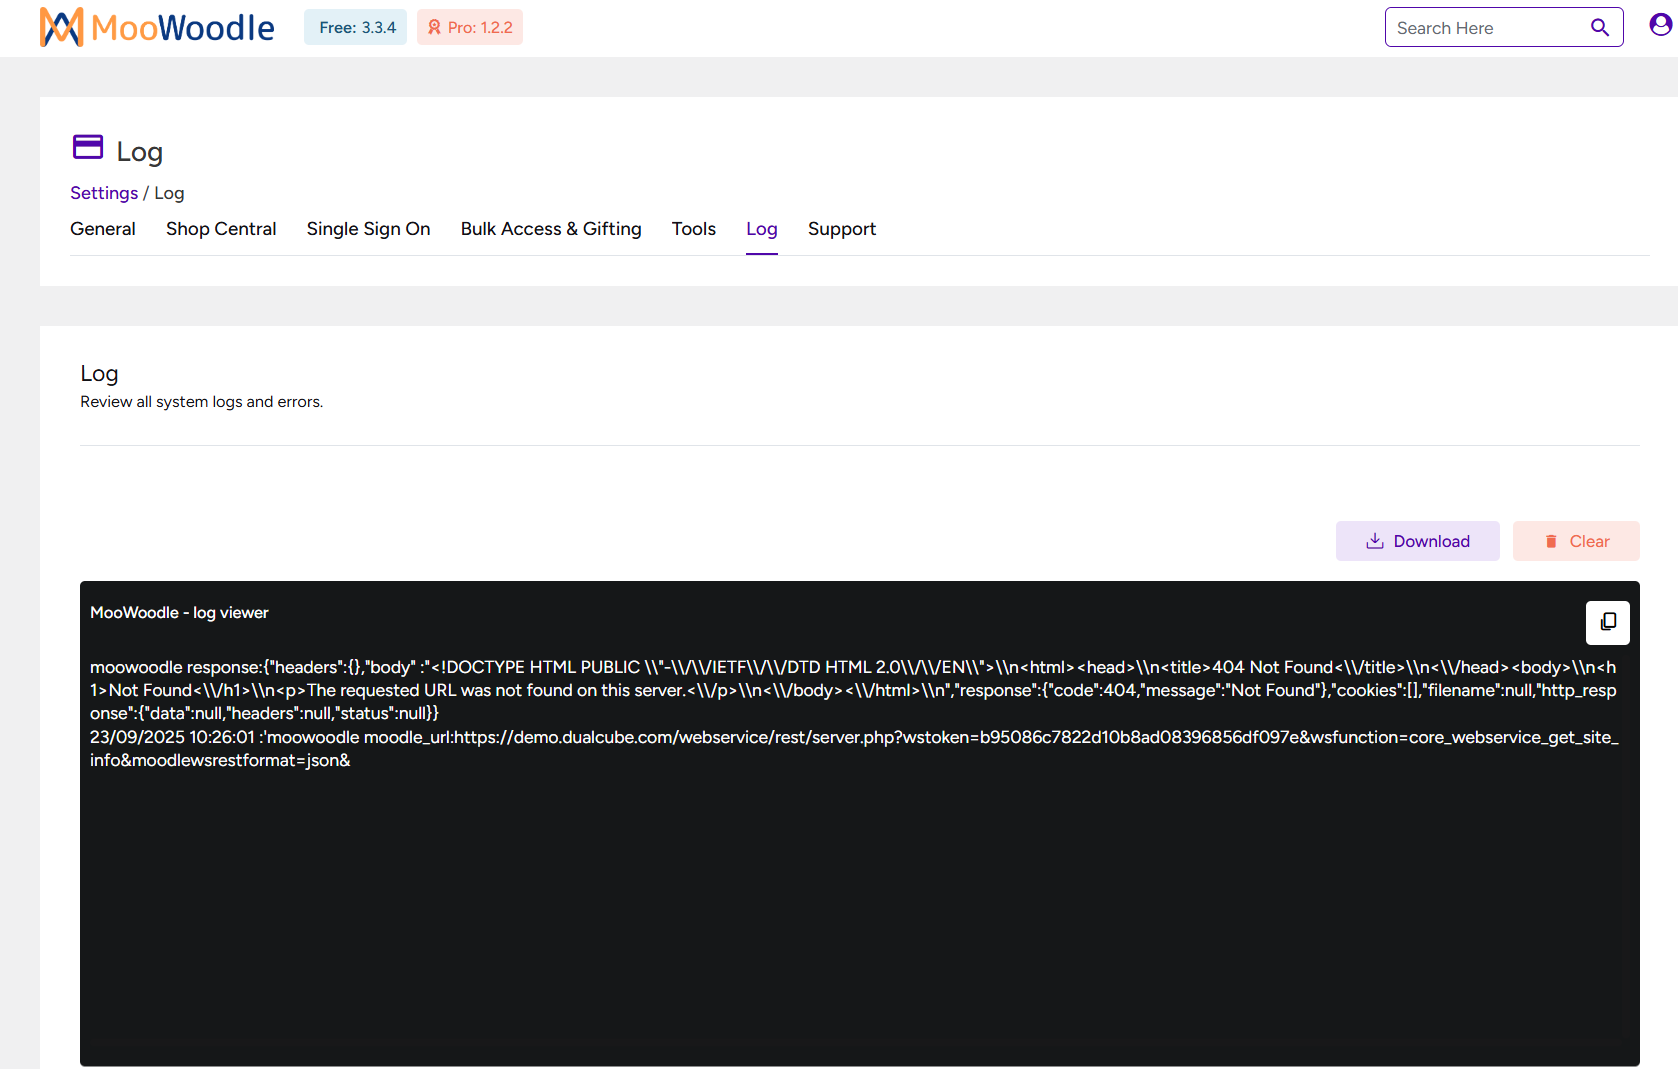 MooWoodle Free: 3.3.4 Pro: 1.2.2 Search Here
Log
Settings / Log
General Shop Central Single Sign On Bulk Access & Gifting Tools Log Support
Log
Review all system logs and errors.
Download Clear
MooWoodle - log viewer
moowoodle response:{"headers":{},"body" :"<!DOCTYPE HTML PUBLIC \\"-\\/\\/IETF\\/\\/DTD HTML 2.0\\/\\/EN\\">\\n<html><head>\\n<title>404 Not Found<\\/title>\\n<\\/head><body>\\n<h
1>Not Found<\\/h1>\\n<p>The requested URL was not found on this server.<\\/p>\\n<\\/body><\\/html>\\n","response":{"code":404,"message":"Not Found"},"cookies":[],"filename":null,"http_resp
onse":{"data":null,"headers":null,"status":null}}
23/09/2025 10:26:01 :'moowoodle moodle_url:https://demo.dualcube.com/webservice/rest/server.php?wstoken=b95086c7822d10b8ad08396856df097e&wsfunction=core_webservice_get_site_
info&moodlewsrestformat=json&